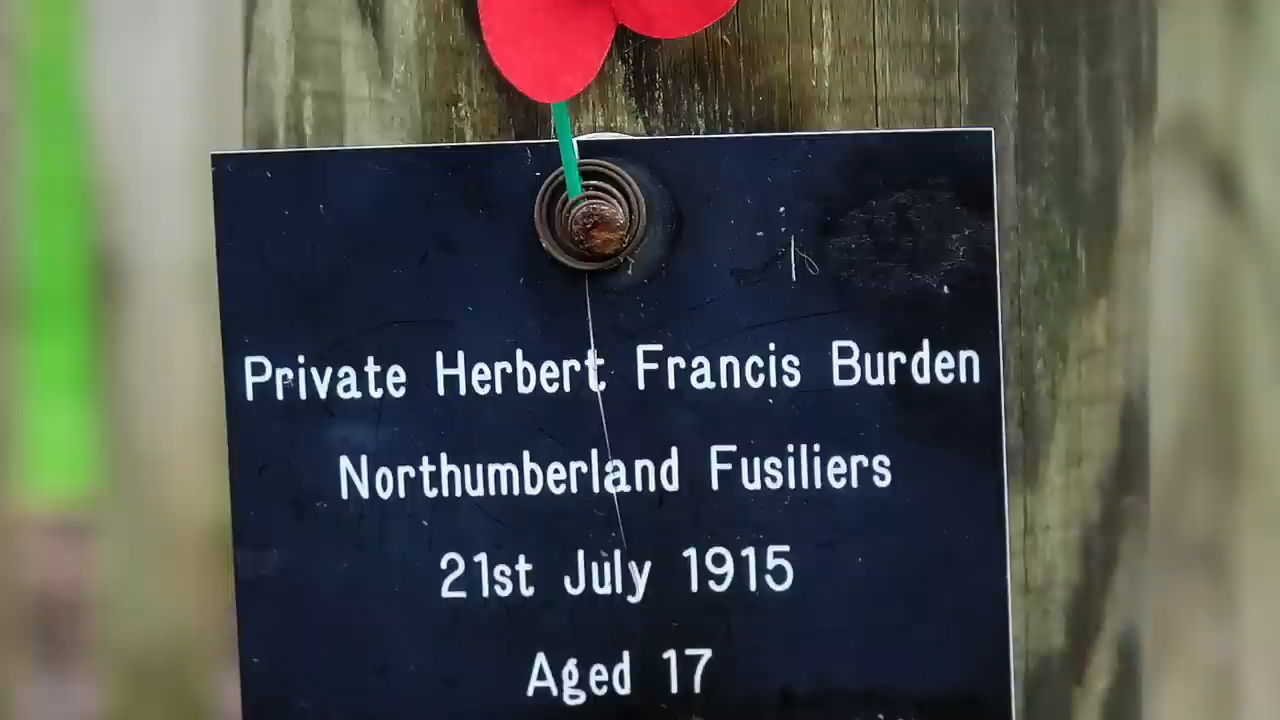 Private Herbert Francis Burden
Northumberland Fusiliers
21st July 1915
Aged 17